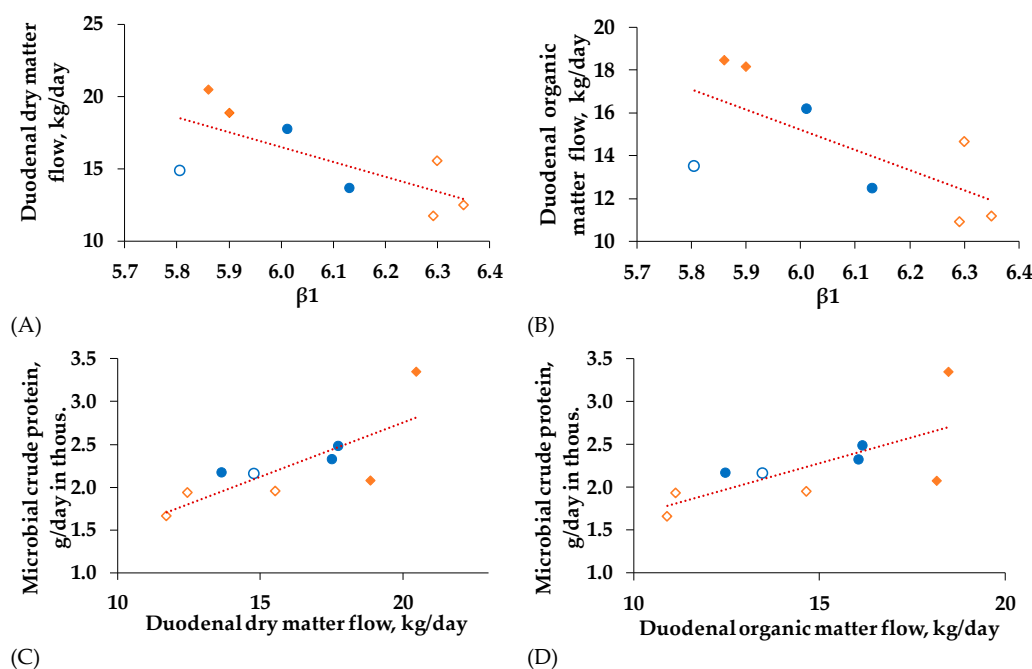 Duodenal dry matter
flow, kg/day
25
20
15
10
5.7 5.8 5.9 6.0 6.1 6.2 6.3 6.4
β1
(A)
Duodenal organic
matter flow, kg/day
20
18
16
14
12
10
5.7 5.8 5.9 6.0 6.1 6.2 6.3 6.4
β1
(B)
Microbial crude protein,
g/day in thous.
3.5
3.0
2.5
2.0
1.5
1.0
10 15 20
Duodenal dry matter flow, kg/day
(C)
Microbial crude protein,
g/day in thous.
3.5
3.0
2.5
2.0
1.5
1.0
10 15 20
Duodenal organic matter flow, kg/day
(D)